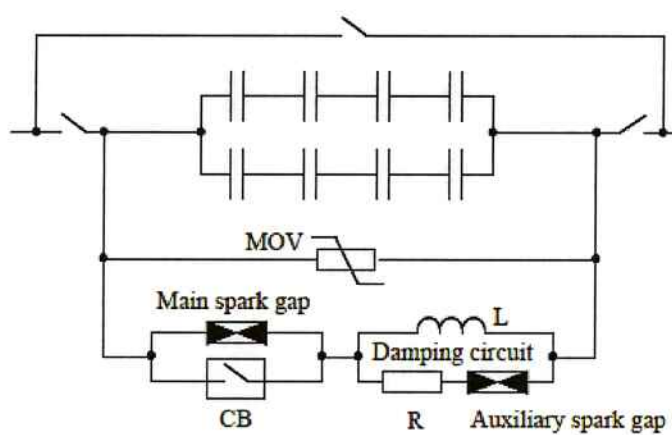 MOV
Main spark gap
L
Damping circuit
CB
R
Auxiliary spark gap